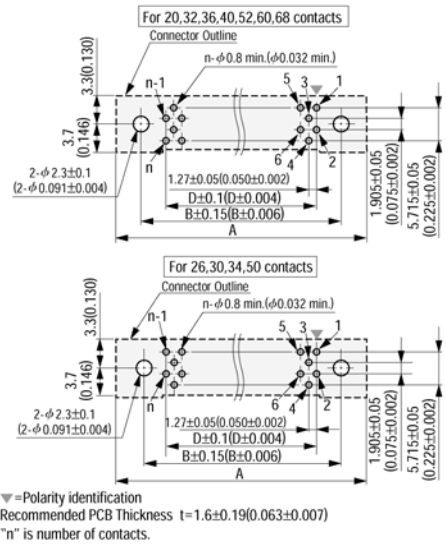 For 20,32,36,40,52,60,68 contacts
Connector Outline
n-ϕ0.8 min.(ϕ0.032 min.)
n-1
5
3
1
3.3(0.130)
3.7
(0.146)
n
6
4
2
2-ϕ2.3±0.1
(2-ϕ0.091±0.004)
1.27±0.05(0.050±0.002)
D±0.1(D±0.004)
B±0.15(B±0.006)
A
1.905±0.05
(0.075±0.002)
5.715±0.05
(0.225±0.002)
For 26,30,34,50 contacts
Connector Outline
n-ϕ0.8 min.(ϕ0.032 min.)
n-1
5
3
1
3.3(0.130)
3.7
(0.146)
n
6
4
2
2-ϕ2.3±0.1
(2-ϕ0.091±0.004)
1.27±0.05(0.050±0.002)
D±0.1(D±0.004)
B±0.15(B±0.006)
A
1.905±0.05
(0.075±0.002)
5.715±0.05
(0.225±0.002)
▼=Polarity identification
Recommended PCB Thickness t=1.6±0.19(0.063±0.007)
"n" is number of contacts.